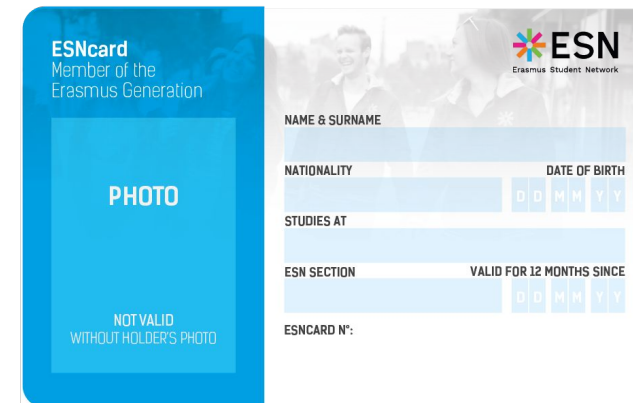 ESNcard
Member of the
Erasmus Generation
PHOTO
NOT VALID
WITHOUT HOLDER'S PHOTO
ESN
Erasmus Student Network
NAME & SURNAME
NATIONALITY DATE OF BIRTH
D D M M Y Y
STUDIES AT
ESN SECTION VALID FOR 12 MONTHS SINCE
D D M M Y Y
ESNCARD N°: